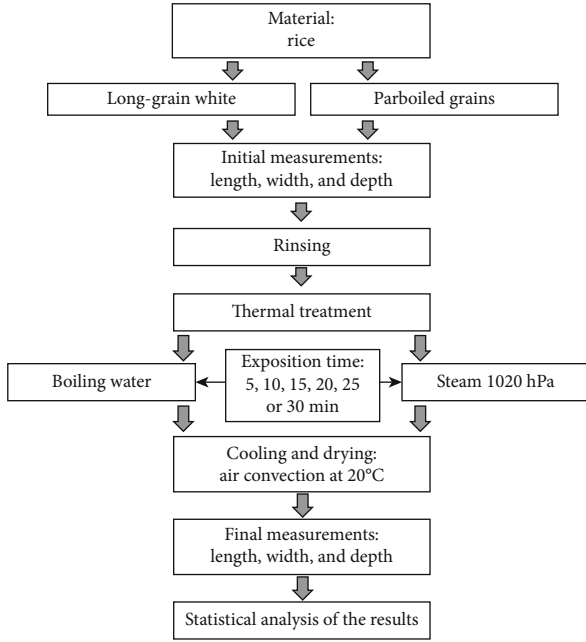 Material:
rice
Long-grain white
Parboiled grains
Initial measurements:
length, width, and depth
Rinsing
Thermal treatment
Boiling water
Exposition time:
5, 10, 15, 20, 25
or 30 min
Steam 1020 hPa
Cooling and drying:
air convection at 20°C
Final measurements:
length, width, and depth
Statistical analysis of the results